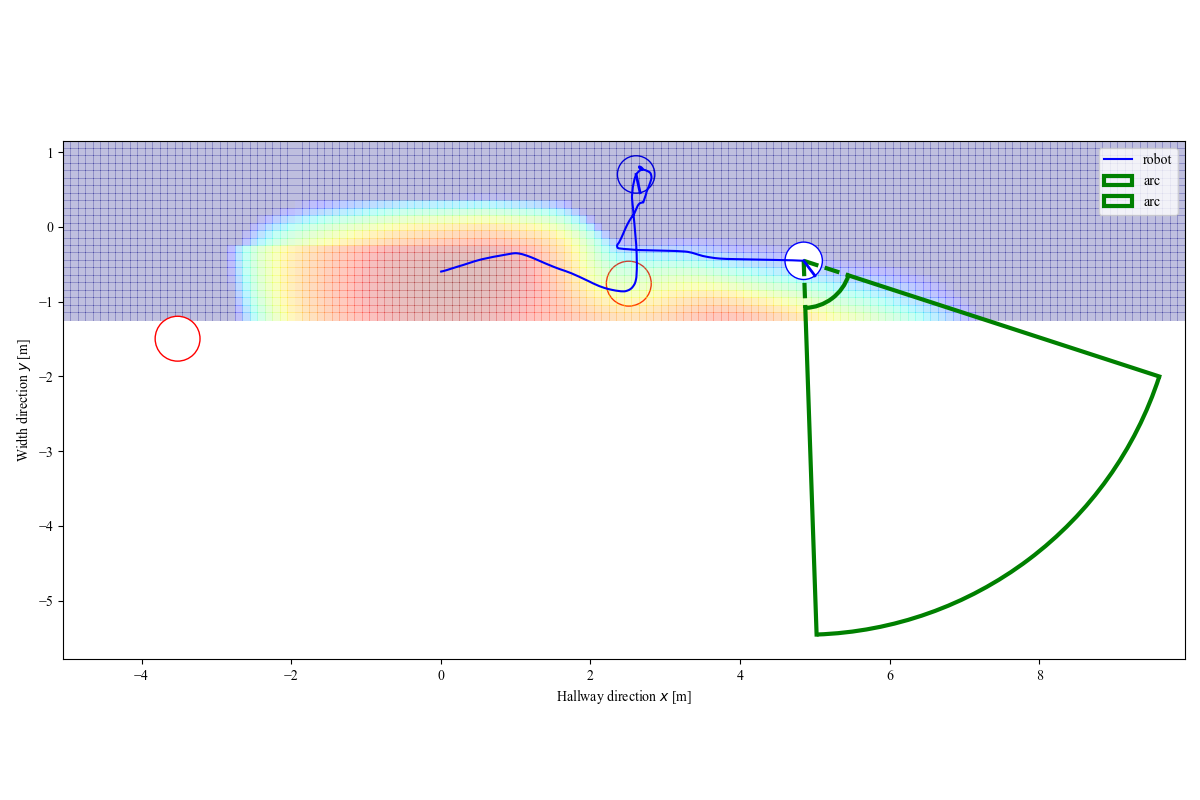 robot
arc
arc
1
0
−1
−2
−3
−4
−5
Width direction y [m]
−4 −2 0 2 4 6 8
Hallway direction x [m]